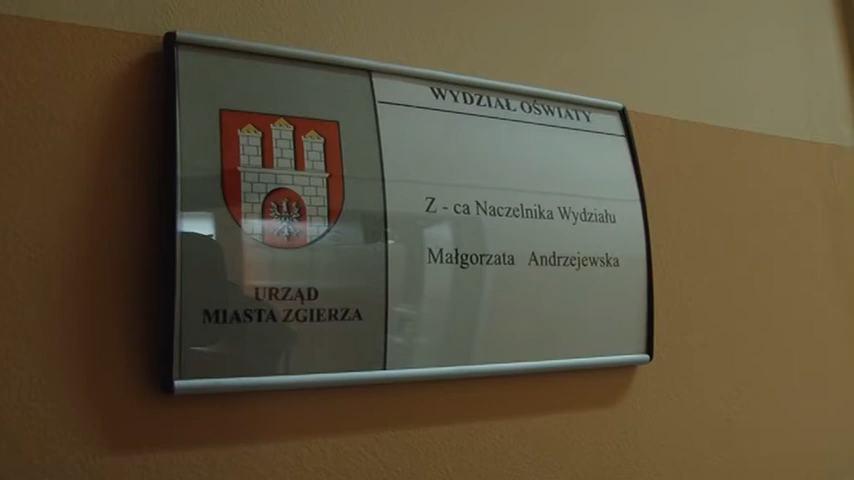 WYDZIAŁ OŚWIATY
Z - ca Naczelnika Wydziału
Małgorzata Andrzejewska
URZĄD
MIASTA ZGIERZA